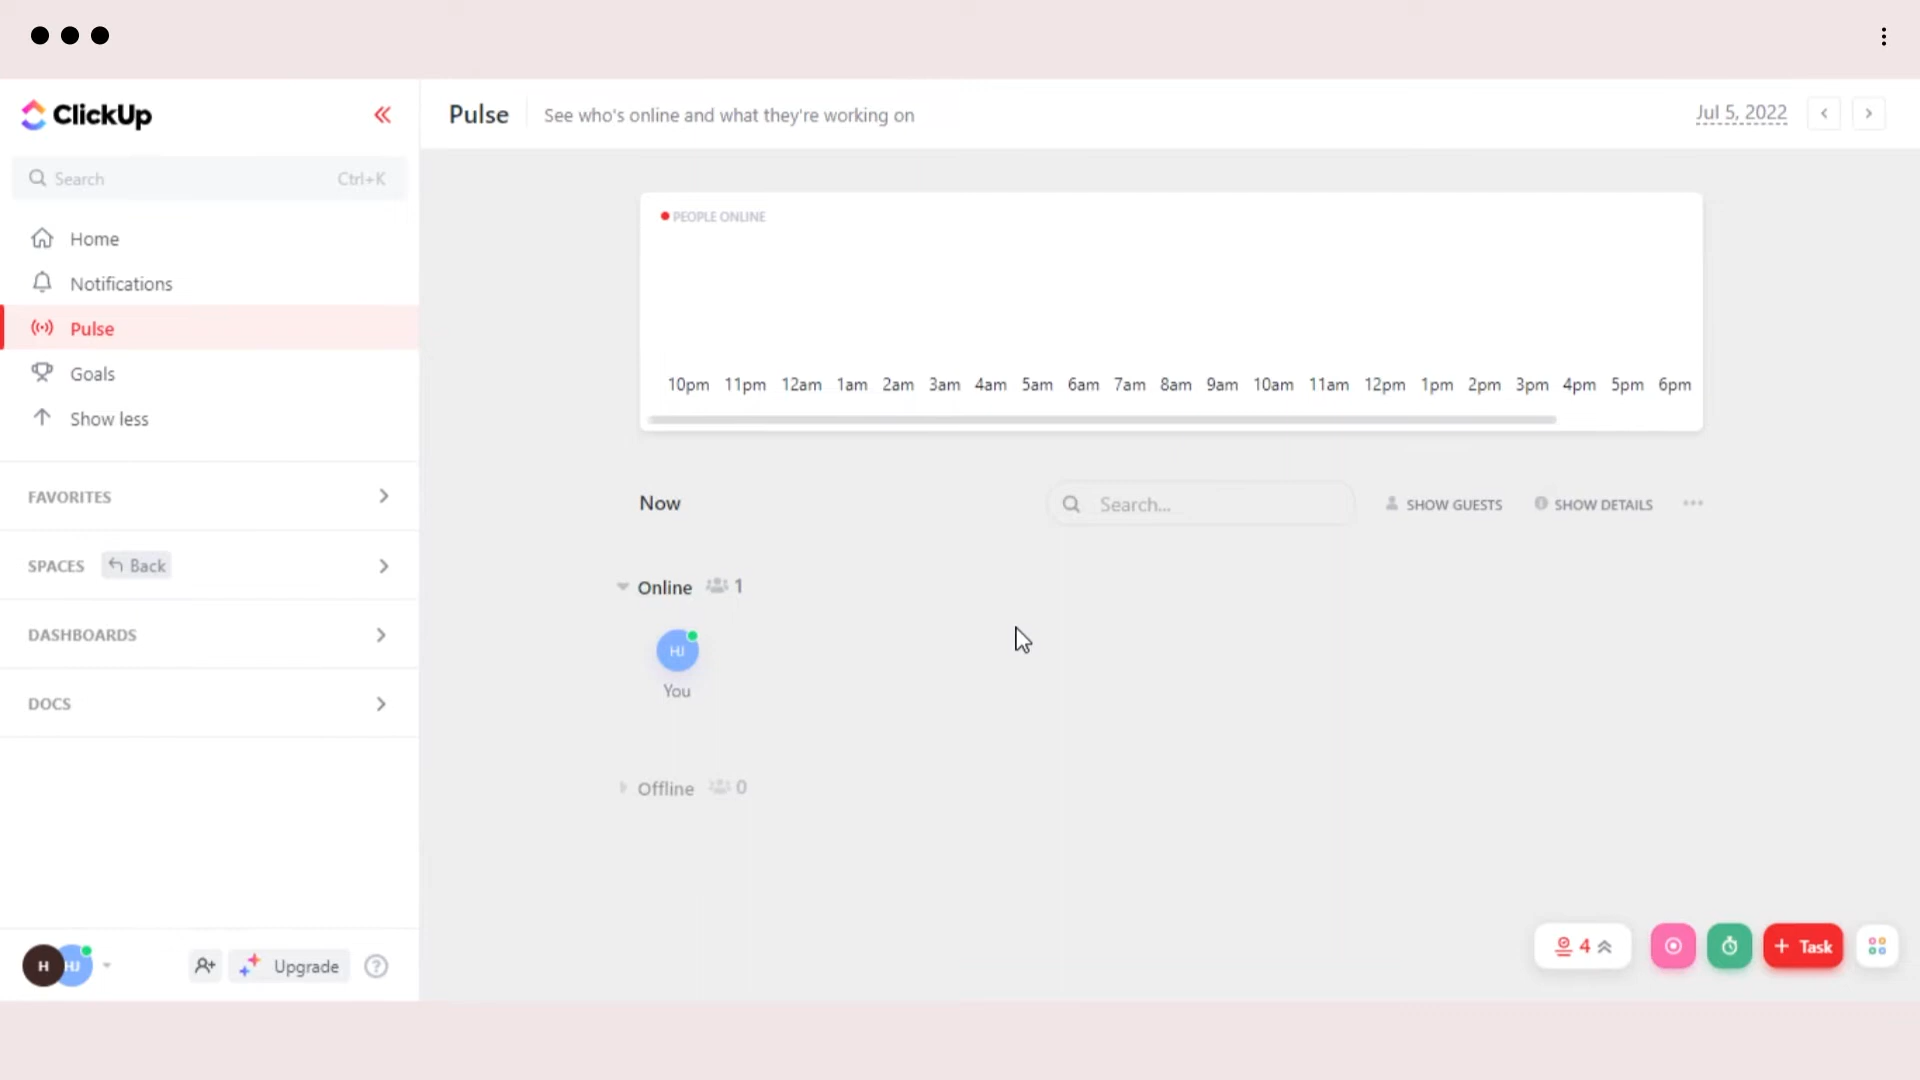 ClickUp
Search Ctrl+K
Home
Notifications
Pulse
Goals
Show less
FAVORITES
SPACES Back
DASHBOARDS
DOCS
H HJ Upgrade ?
Pulse See who's online and what they're working on Jul 5, 2022
PEOPLE ONLINE
10pm 11pm 12am 1am 2am 3am 4am 5am 6am 7am 8am 9am 10am 11am 12pm 1pm 2pm 3pm 4pm 5pm 6pm
Now Search... SHOW GUESTS SHOW DETAILS
Online 1
HJ
You
Offline 0
4 + Task